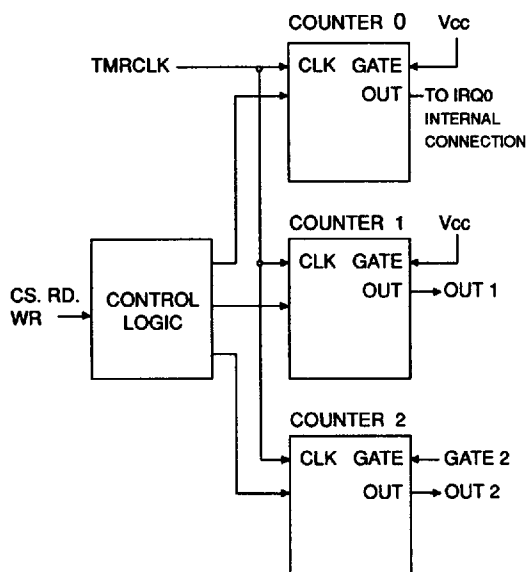 COUNTER 0
Vcc
TMRCLK
CLK GATE
OUT
TO IRQ0
INTERNAL
CONNECTION
COUNTER 1
Vcc
CLK GATE
OUT
OUT 1
CS. RD.
WR
CONTROL
LOGIC
COUNTER 2
CLK GATE
GATE 2
OUT
OUT 2